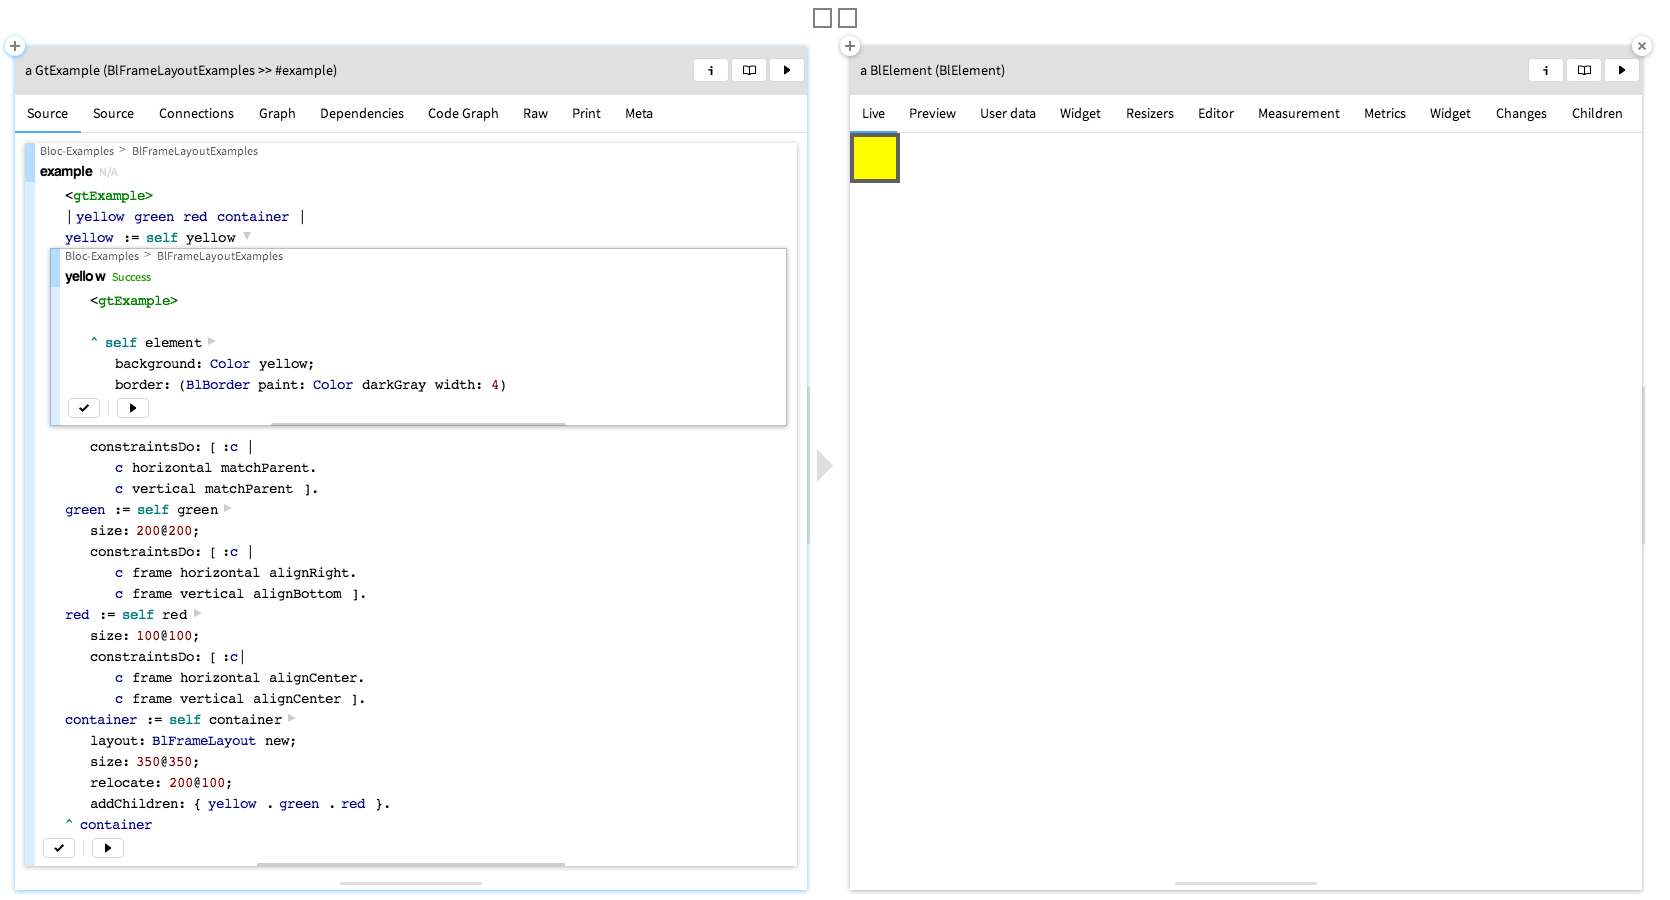 a GtExample (BlFrameLayoutExamples >> #example)
Source Source Connections Graph Dependencies Code Graph Raw Print Meta
Bloc-Examples > BlFrameLayoutExamples
example N/A
<gtExample>
| yellow green red container |
yellow := self yellow
Bloc-Examples > BlFrameLayoutExamples
yellow Success
<gtExample>
^ self element
background: Color yellow;
border: (BlBorder paint: Color darkGray width: 4)
constraintsDo: [ :c |
c horizontal matchParent.
c vertical matchParent ].
green := self green
size: 200@200;
constraintsDo: [ :c |
c frame horizontal alignRight.
c frame vertical alignBottom ].
red := self red
size: 100@100;
constraintsDo: [ :c|
c frame horizontal alignCenter.
c frame vertical alignCenter ].
container := self container
layout: BlFrameLayout new;
size: 350@350;
relocate: 200@100;
addChildren: { yellow . green . red }.
^ container
a BlElement (BlElement)
Live Preview User data Widget Resizers Editor Measurement Metrics Widget Changes Children